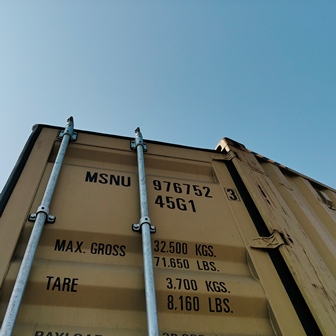 MSNU 976752 3
45G1
MAX. GROSS 32.500 KGS.
71.650 LBS.
TARE 3.700 KGS.
8.160 LBS.
PAYLOAD